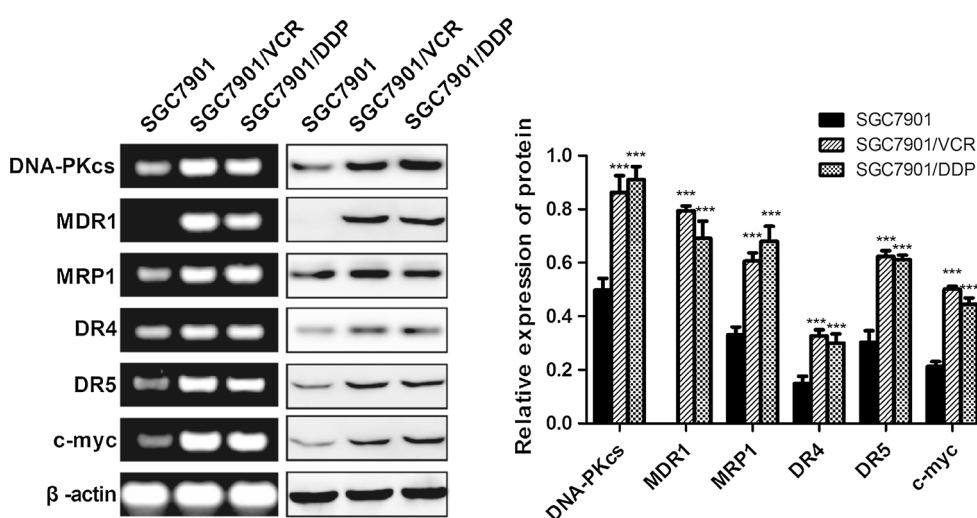 SGC7901
SGC7901/VCR
SGC7901/DDP
SGC7901
SGC7901/VCR
SGC7901/DDP
DNA-PKcs
MDR1
MRP1
DR4
DR5
c-myc
β -actin
Relative expression of protein
1.0
0.8
0.6
0.4
0.2
0.0
SGC7901
SGC7901/VCR
SGC7901/DDP
***
***
***
***
***
***
***
***
***
***
***
***
DNA-PKcs
MDR1
MRP1
DR4
DR5
c-myc